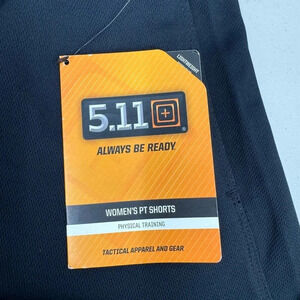 LIGHTWEIGHT
5.11
®
ALWAYS BE READY.
WOMEN'S PT SHORTS
PHYSICAL TRAINING
TACTICAL APPAREL AND GEAR